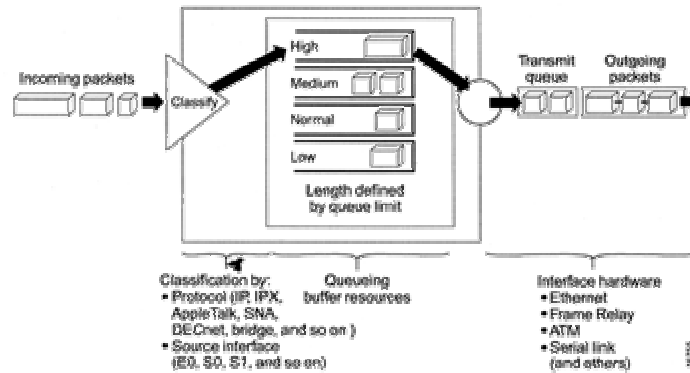 Incoming packets
Classify
High
Medium
Normal
Low
Length defined
by queue limit
Transmit
queue
Outgoing
packets
Classification by:
• Protocol (IP, IPX,
AppleTalk, SNA,
DECnet, bridge, and so on )
• Source interface
(E0, S0, S1, and so on)
Queueing
buffer resources
Interface hardware
• Ethernet
• Frame Relay
• ATM
• Serial link
(and others)